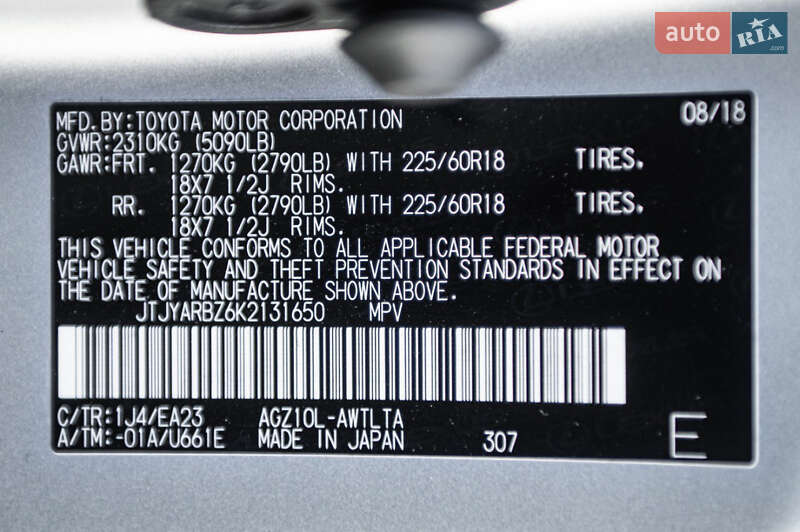 auto RIA.com
MFD. BY:TOYOTA MOTOR CORPORATION 08/18
GVWR:2310KG (5090LB)
GAWR:FRT. 1270KG (2790LB) WITH 225/60R18 TIRES.
18X7 1/2J RIMS.
RR. 1270KG (2790LB) WITH 225/60R18 TIRES.
18X7 1/2J RIMS.
THIS VEHICLE CONFORMS TO ALL APPLICABLE FEDERAL MOTOR
VEHICLE SAFETY AND THEFT PREVENTION STANDARDS IN EFFECT ON
THE DATE OF MANUFACTURE SHOWN ABOVE.
JTJYARBZ6K2131650 MPV
C/TR:1J4/EA23 AGZ10L-AWTLTA
A/TM:-01A/U661E MADE IN JAPAN 307 E